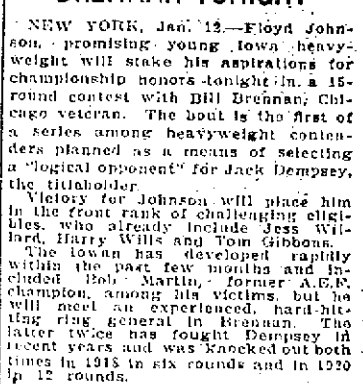 NEW YORK, Jan. 12.—Floyd John-
son, promising young Iowa heavy-
weight will stake his aspirations for
championship honors tonight in a 15-
round contest with Bill Brennan, Chi-
cago veteran. The bout is the first of
a series among heavyweight conten-
ders planned as a means of selecting
a "logical opponent" for Jack Dempsey,
the titleholder.
Victory for Johnson will place him
in the front rank of challenging eligi-
bles, who already include Jess Wil-
lard, Harry Wills and Tom Gibbons.
The Iowan has developed rapidly
within the past few months and in-
cluded Bob Martin, former A.E.F.
champion, among his victims, but he
will meet an experienced, hard-hit-
ting ring general in Brennan. The
latter twice has fought Dempsey in
recent years and was knocked out both
times in 1918 in six rounds and in 1920
in 12 rounds.